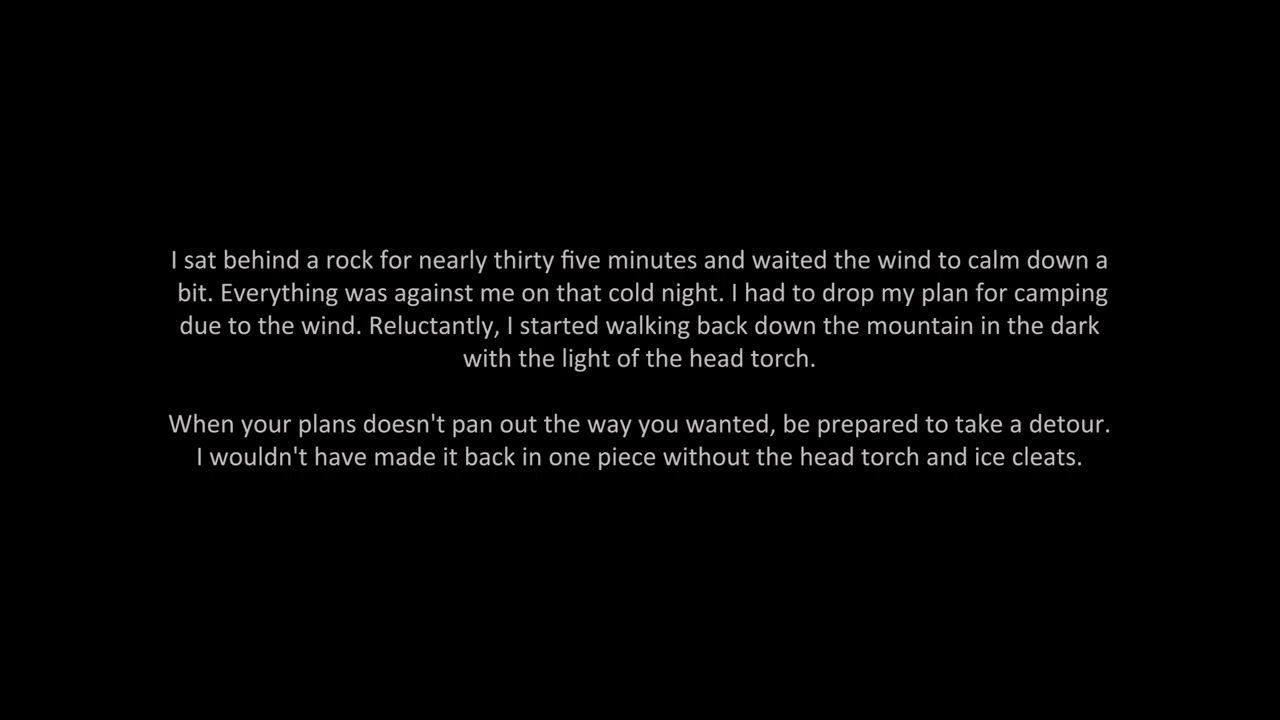 I sat behind a rock for nearly thirty five minutes and waited the wind to calm down a
bit. Everything was against me on that cold night. I had to drop my plan for camping
due to the wind. Reluctantly, I started walking back down the mountain in the dark
with the light of the head torch.
When your plans doesn't pan out the way you wanted, be prepared to take a detour.
I wouldn't have made it back in one piece without the head torch and ice cleats.